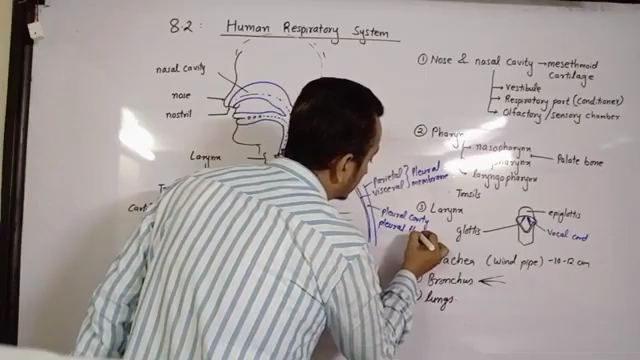 8.2: Human Respiratory System
nasal cavity
nose
nostril
Larynx
Parietal } Pleural
visceral } membrane
pleural cavity
pleural
① Nose & nasal cavity → mesethmoid
cartilage
→ Vestibule
→ Respiratory part (Conditioner)
→ Olfactory/sensory chamber
② Pharyn
nasopharynx
Palate bone
laryngopharynx
Tonsils
③ Larynx
epiglottis
glottis
Vocal cord
(wind pipe) -10-12 cm
Bronchus
lungs.